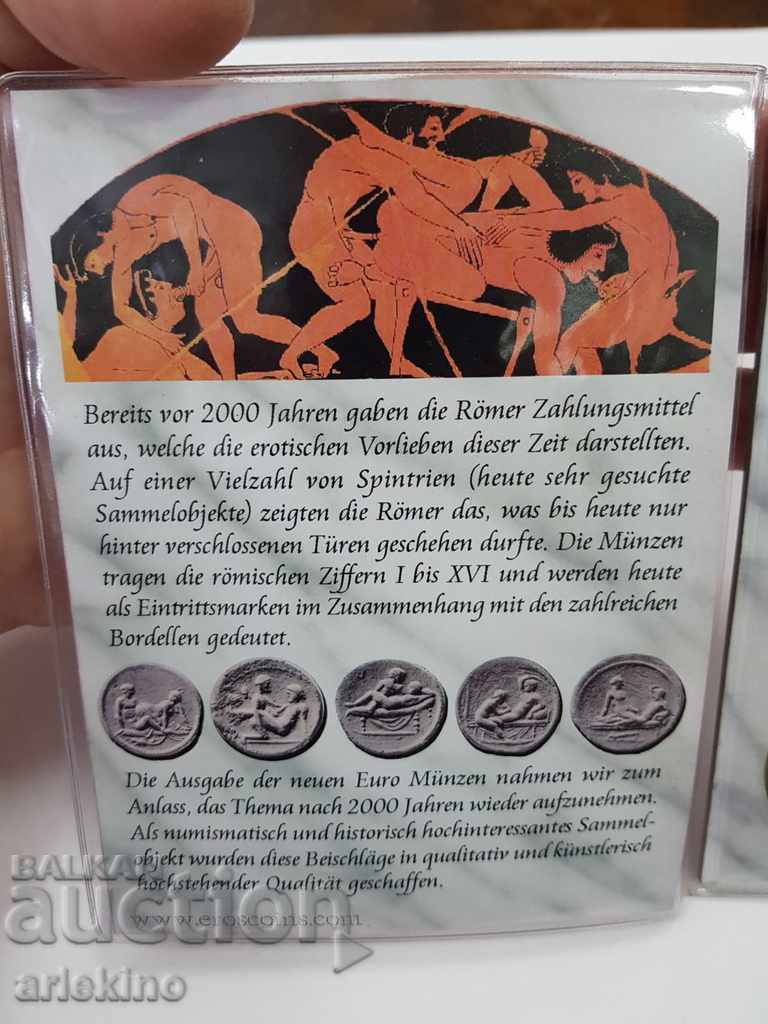 Bereits vor 2000 Jahren gaben die Römer Zahlungsmittel
aus, welche die erotischen Vorlieben dieser Zeit darstellten.
Auf einer Vielzahl von Spintrien (heute sehr gesuchte
Sammelobjekte) zeigten die Römer das, was bis heute nur
hinter verschlossenen Türen geschehen durfte. Die Münzen
tragen die römischen Ziffern I bis XVI und werden heute
als Eintrittsmarken im Zusammenhang mit den zahlreichen
Bordellen gedeutet.
Die Ausgabe der neuen Euro Münzen nahmen wir zum
Anlass, das Thema nach 2000 Jahren wieder aufzunehmen.
Als numismatisch und historisch hochinteressantes Sammel-
objekt wurden diese Beischläge in qualitativ und künstlerisch
hochstehender Qualität geschaffen.
www.eroscoins.com
BALKAN
auction
arlekino